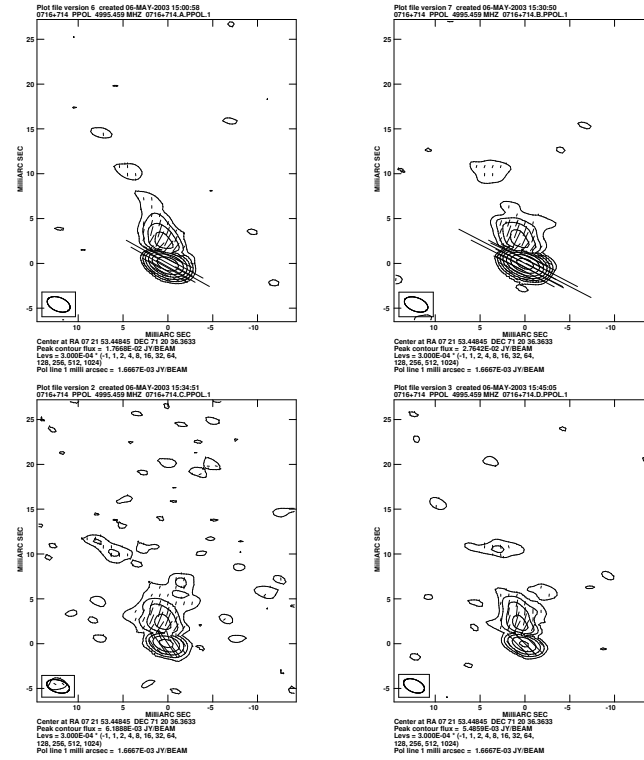 Plot file version 6 created 06-MAY-2003 15:00:58
0716+714 PPOL 4995.459 MHZ 0716+714.A.PPOL.1
MilliARC SEC
25
20
15
10
5
0
-5
10 5 0 -5 -10
MilliARC SEC
Center at RA 07 21 53.44845 DEC 71 20 36.3633
Peak contour flux = 1.7668E-02 JY/BEAM
Levs = 3.000E-04 * (-1, 1, 2, 4, 8, 16, 32, 64,
128, 256, 512, 1024)
Pol line 1 milli arcsec = 1.6667E-03 JY/BEAM
Plot file version 7 created 06-MAY-2003 15:30:50
0716+714 PPOL 4995.459 MHZ 0716+714.B.PPOL.1
MilliARC SEC
25
20
15
10
5
0
-5
10 5 0 -5 -10
MilliARC SEC
Center at RA 07 21 53.44845 DEC 71 20 36.3633
Peak contour flux = 2.7642E-02 JY/BEAM
Levs = 3.000E-04 * (-1, 1, 2, 4, 8, 16, 32, 64,
128, 256, 512, 1024)
Pol line 1 milli arcsec = 1.6667E-03 JY/BEAM
Plot file version 2 created 06-MAY-2003 15:34:51
0716+714 PPOL 4995.459 MHZ 0716+714.C.PPOL.1
MilliARC SEC
25
20
15
10
5
0
-5
10 5 0 -5 -10
MilliARC SEC
Center at RA 07 21 53.44845 DEC 71 20 36.3633
Peak contour flux = 6.1888E-03 JY/BEAM
Levs = 3.000E-04 * (-1, 1, 2, 4, 8, 16, 32, 64,
128, 256, 512, 1024)
Pol line 1 milli arcsec = 1.6667E-03 JY/BEAM
Plot file version 3 created 06-MAY-2003 15:45:05
0716+714 PPOL 4995.459 MHZ 0716+714.D.PPOL.1
MilliARC SEC
25
20
15
10
5
0
-5
10 5 0 -5 -10
MilliARC SEC
Center at RA 07 21 53.44845 DEC 71 20 36.3633
Peak contour flux = 5.4859E-03 JY/BEAM
Levs = 3.000E-04 * (-1, 1, 2, 4, 8, 16, 32, 64,
128, 256, 512, 1024)
Pol line 1 milli arcsec = 1.6667E-03 JY/BEAM